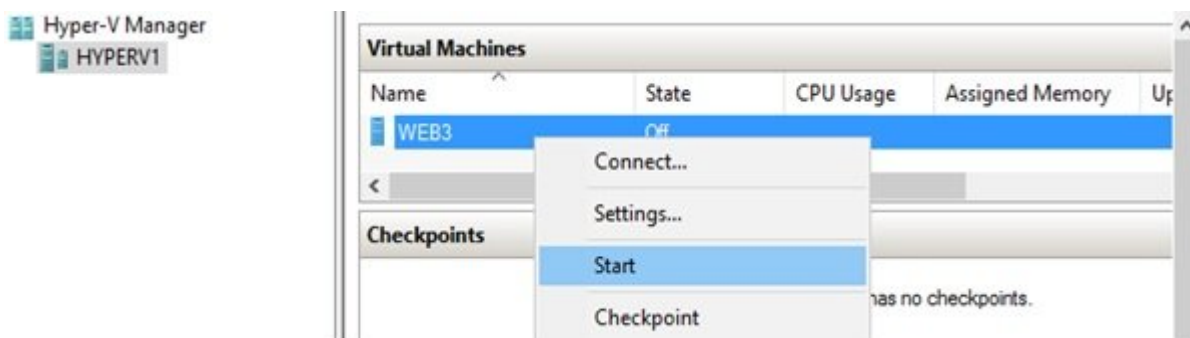 Hyper-V Manager
HYPERV1
Virtual Machines
Name State CPU Usage Assigned Memory Up
WEB3 Off
Connect...
Settings...
Checkpoints
Start
has no checkpoints.
Checkpoint